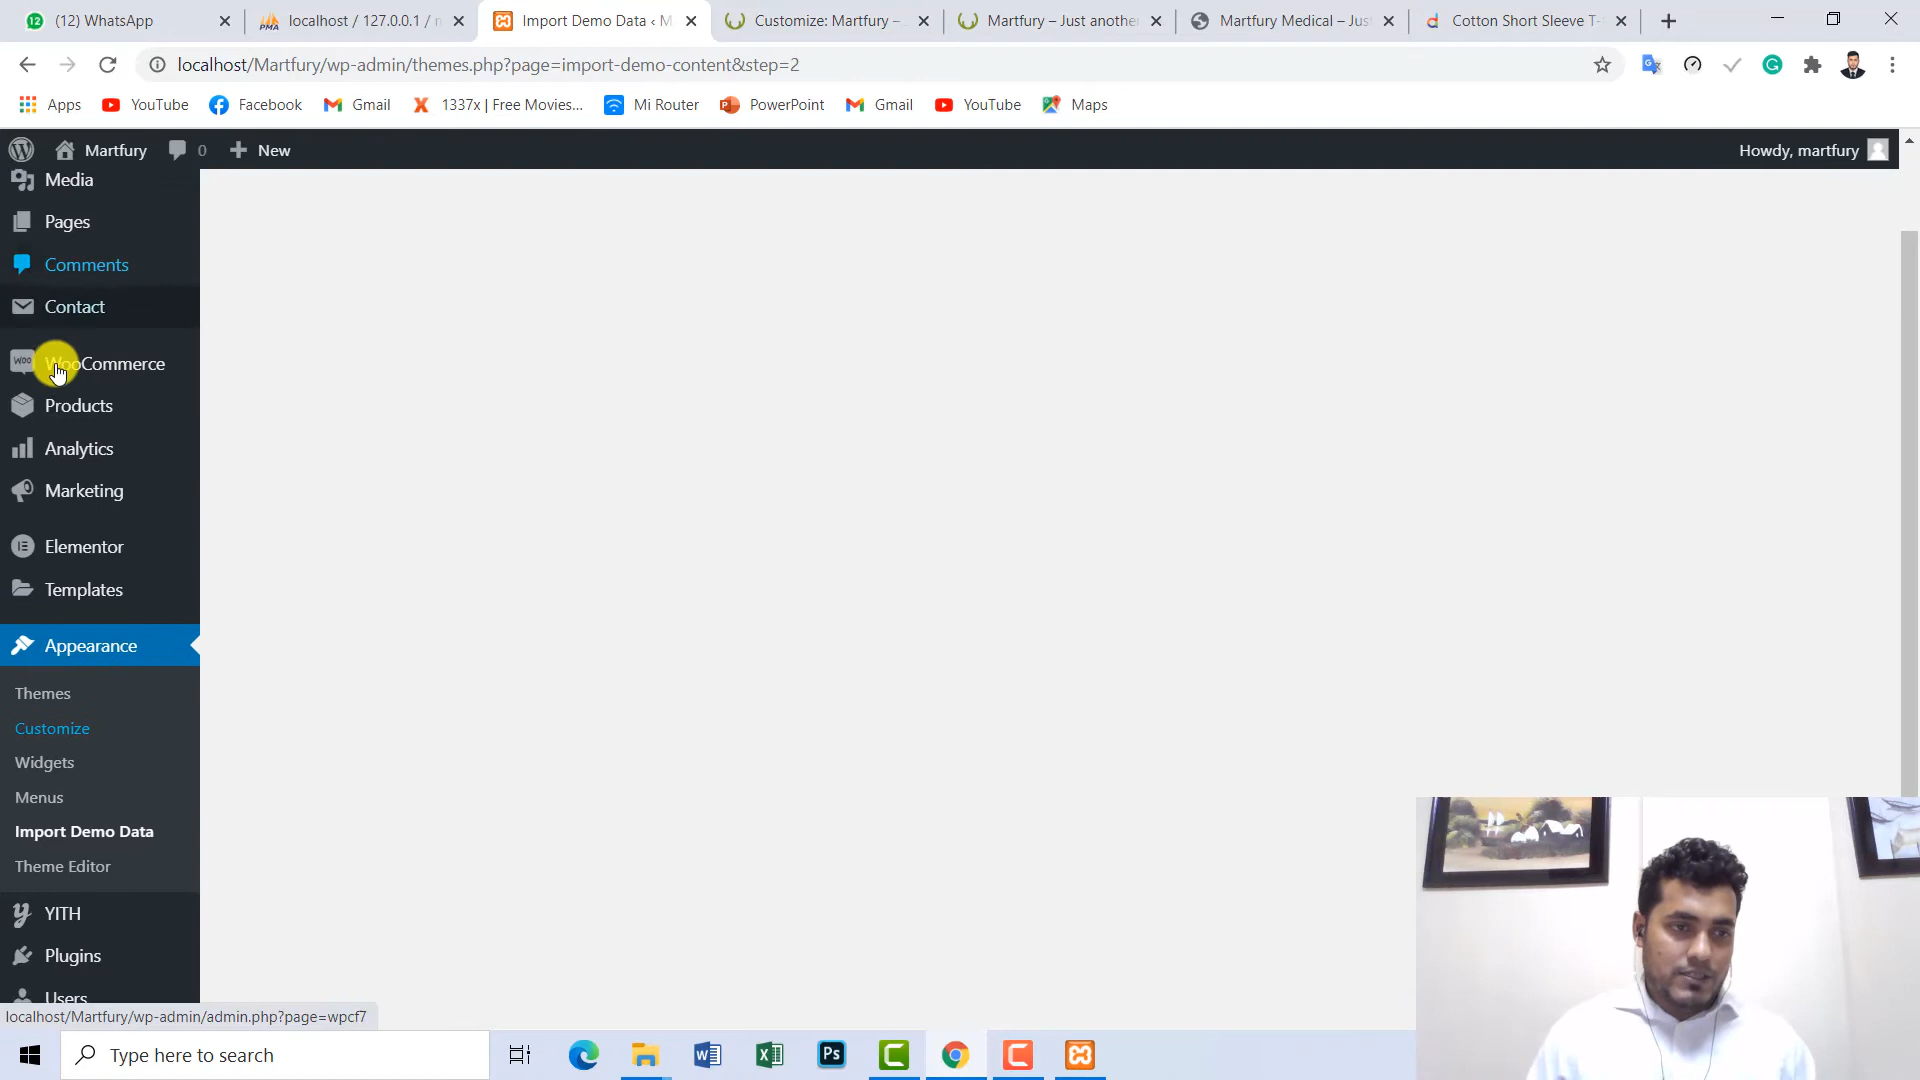 (12) WhatsApp
localhost / 127.0.0.1 /
Import Demo Data ‹ M
Customize: Martfury –
Martfury – Just another
Martfury Medical – Jus
Cotton Short Sleeve T-
localhost/Martfury/wp-admin/themes.php?page=import-demo-content&step=2
Apps
YouTube
Facebook
Gmail
1337x | Free Movies...
Mi Router
PowerPoint
Gmail
YouTube
Maps
Martfury
0
New
Howdy, martfury
Media
Pages
Comments
Contact
WooCommerce
Products
Analytics
Marketing
Elementor
Templates
Appearance
Themes
Customize
Widgets
Menus
Import Demo Data
Theme Editor
YITH
Plugins
Users
localhost/Martfury/wp-admin/admin.php?page=wpcf7
Type here to search